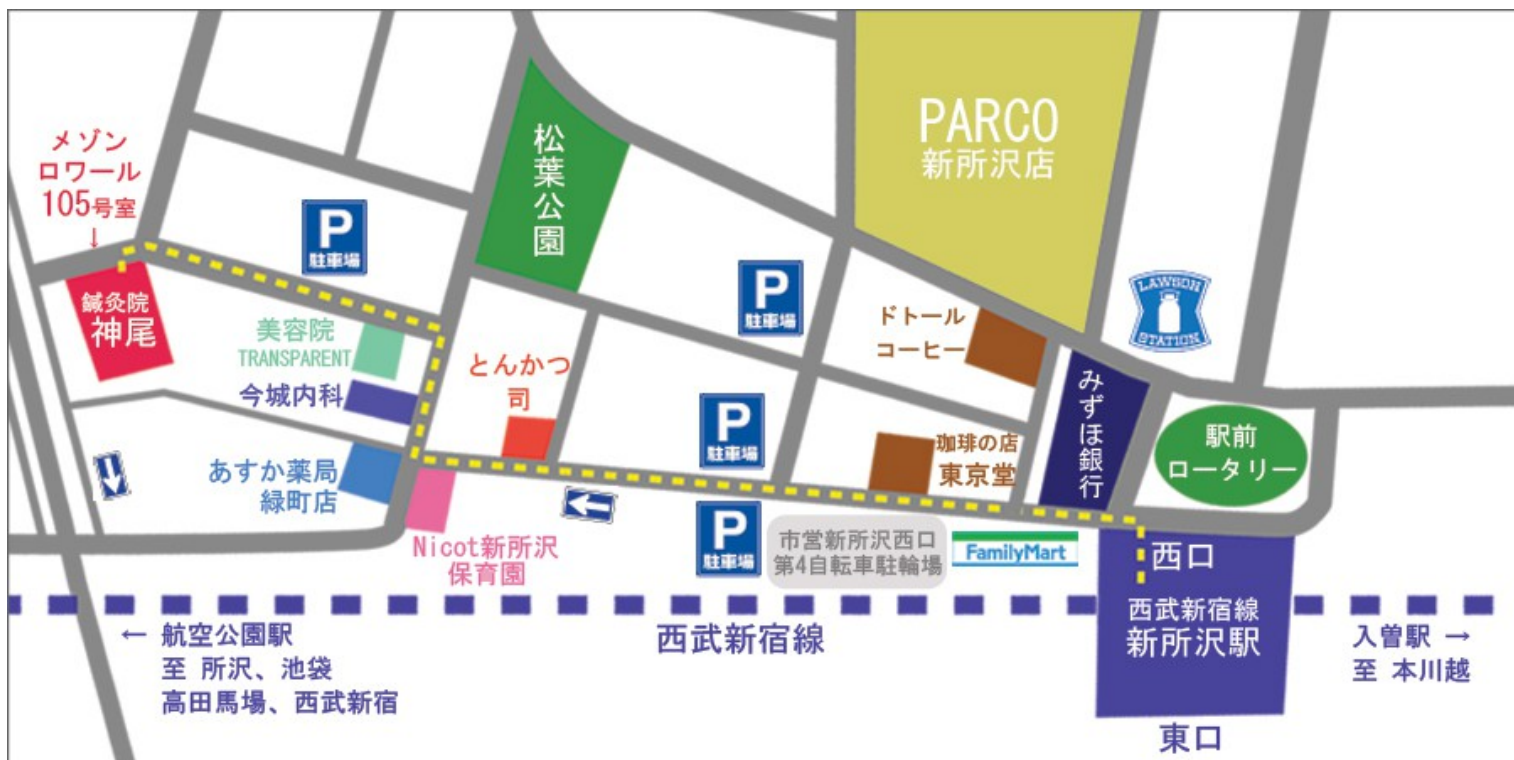 PARCO
新所沢店
メゾン
ロワール
105号室
↓
松葉公園
P
駐車場
P
駐車場
LAWSON
STATION
鍼灸院
神尾
美容院
TRANSPARENT
今城内科
とんかつ
司
ドトール
コーヒー
みずほ銀行
駅前
ロータリー
P
駐車場
珈琲の店
東京堂
あすか薬局
緑町店
Nicot新所沢
保育園
P
駐車場
市営新所沢西口
第4自転車駐輪場
FamilyMart
西口
西武新宿線
新所沢駅
← 航空公園駅
至 所沢、池袋
高田馬場、西武新宿
西武新宿線
入曽駅 →
至 本川越
東口